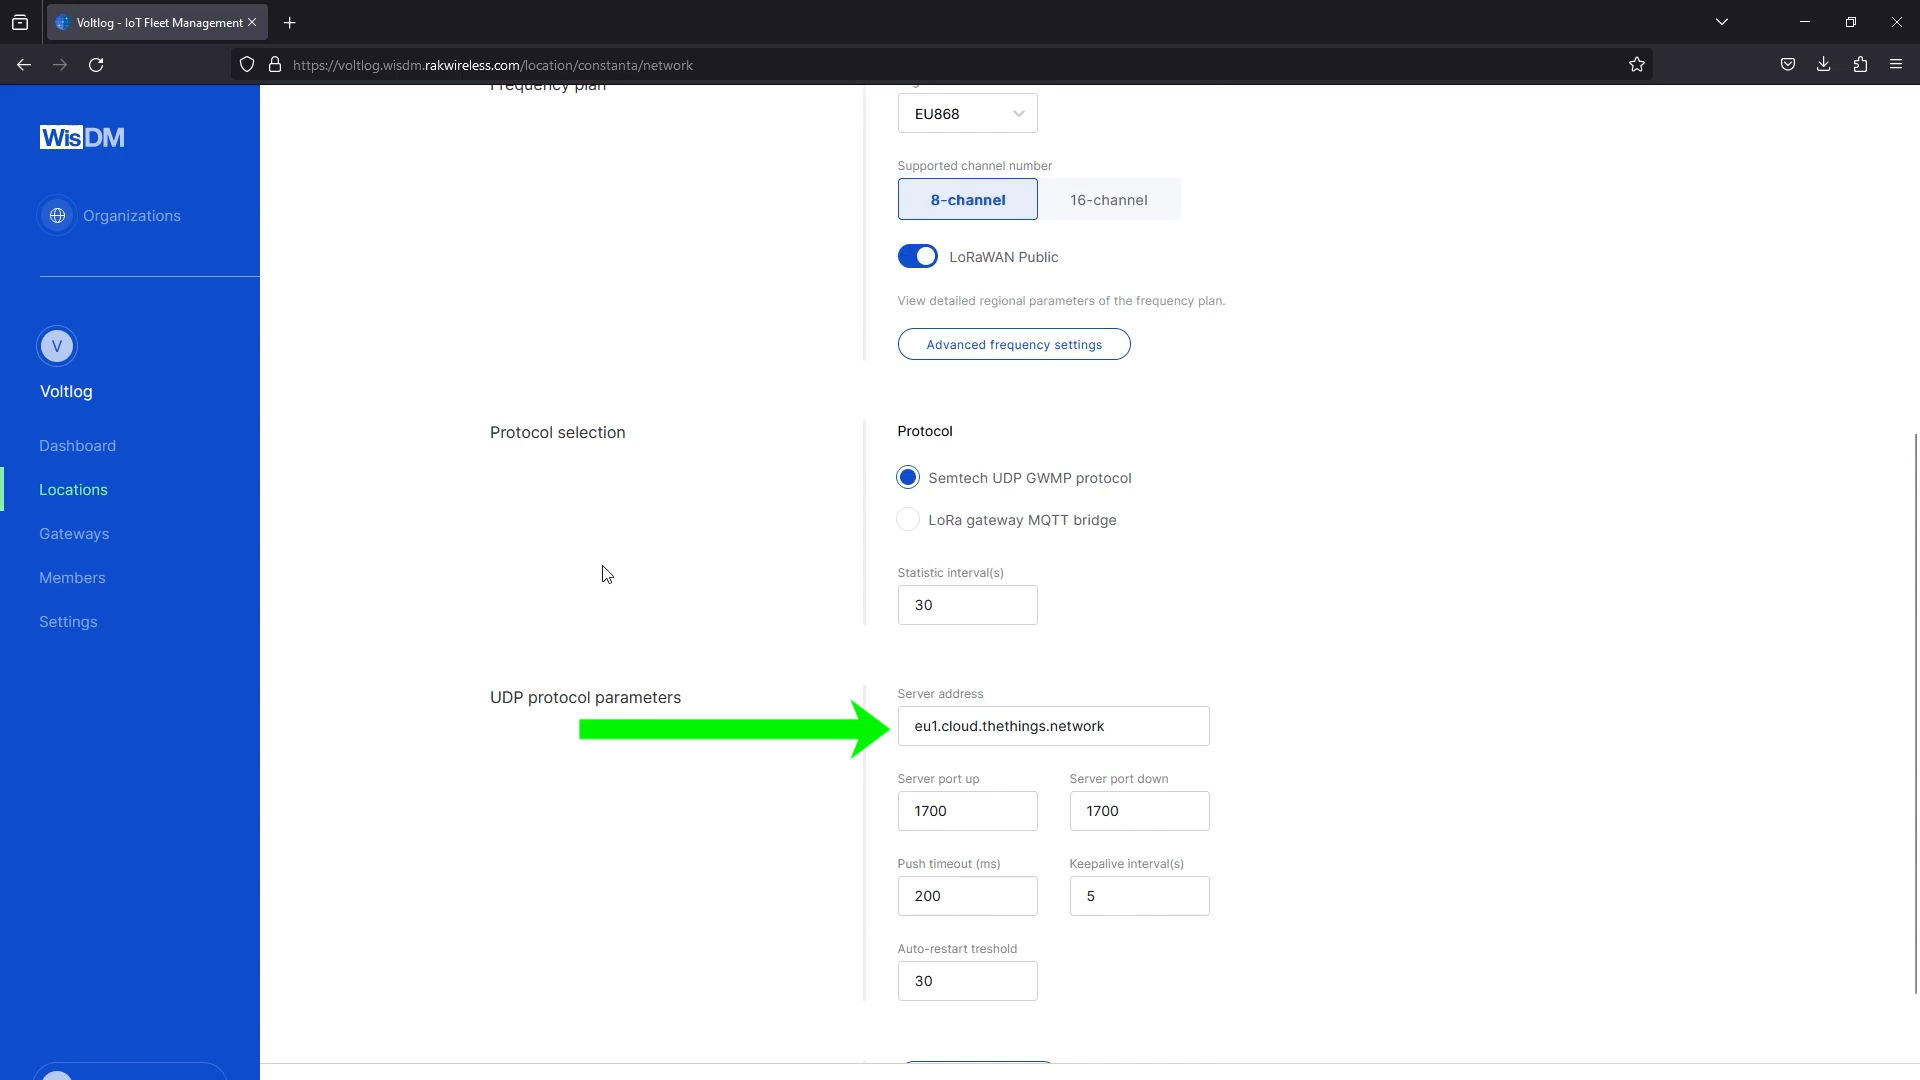 Voltlog - IoT Fleet Management
https://voltlog.wisdm.rakwireless.com/location/constanta/network
WisDM
Organizations
V
Voltlog
Dashboard
Locations
Gateways
Members
Settings
Frequency plan
EU868
Supported channel number
8-channel
16-channel
LoRaWAN Public
View detailed regional parameters of the frequency plan.
Advanced frequency settings
Protocol selection
Protocol
Semtech UDP GWMP protocol
LoRa gateway MQTT bridge
Statistic interval(s)
30
UDP protocol parameters
Server address
eu1.cloud.thethings.network
Server port up
Server port down
1700
1700
Push timeout (ms)
Keepalive interval(s)
200
5
Auto-restart treshold
30